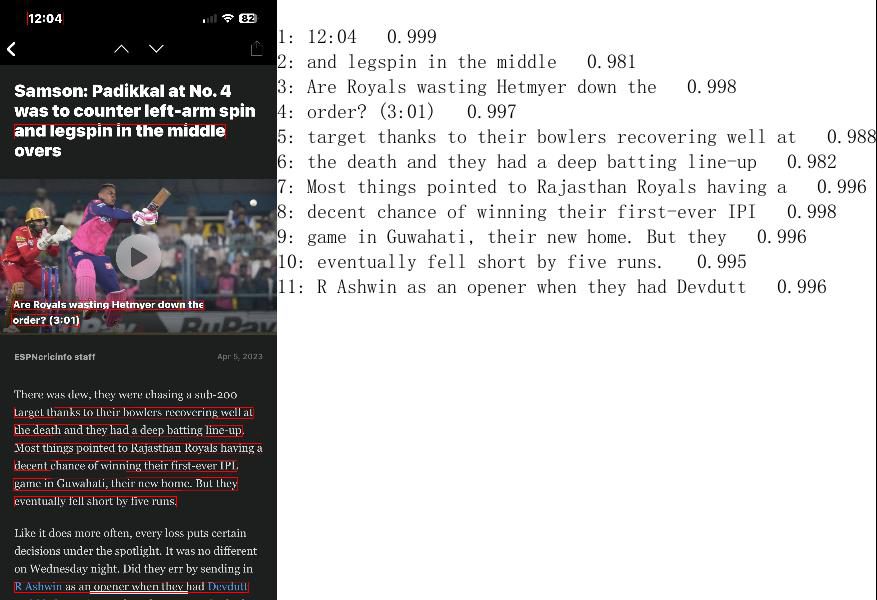 12:04
82
Samson: Padikkal at No. 4
was to counter left-arm spin
and legspin in the middle
overs
Are Royals wasting Hetmyer down the
order? (3:01)
RuPay
ESPNcricinfo staff
Apr 5, 2023
There was dew, they were chasing a sub-200
target thanks to their bowlers recovering well at
the death and they had a deep batting line-up.
Most things pointed to Rajasthan Royals having a
decent chance of winning their first-ever IPL
game in Guwahati, their new home. But they
eventually fell short by five runs.
Like it does more often, every loss puts certain
decisions under the spotlight. It was no different
on Wednesday night. Did they err by sending in
R Ashwin as an opener when they had Devdutt
1: 12:04 0.999
2: and legspin in the middle 0.981
3: Are Royals wasting Hetmyer down the 0.998
4: order? (3:01) 0.997
5: target thanks to their bowlers recovering well at 0.988
6: the death and they had a deep batting line-up 0.982
7: Most things pointed to Rajasthan Royals having a 0.996
8: decent chance of winning their first-ever IPI 0.998
9: game in Guwahati, their new home. But they 0.996
10: eventually fell short by five runs. 0.995
11: R Ashwin as an opener when they had Devdutt 0.996